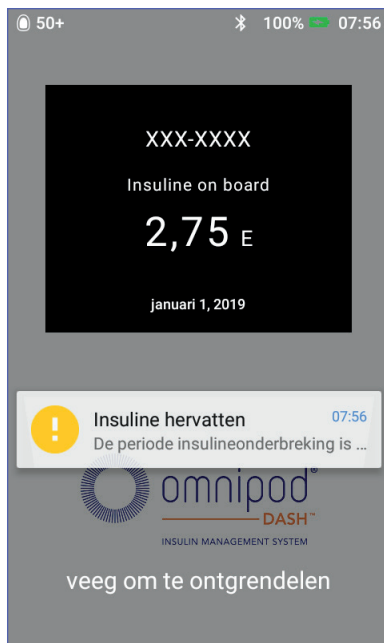 50+ 100% 07:56
XXX-XXXX
Insuline on board
2,75 E
januari 1, 2019
Insuline hervatten 07:56
De periode insulineonderbreking is ...
omnipod®
DASH™
INSULIN MANAGEMENT SYSTEM
veeg om te ontgrendelen